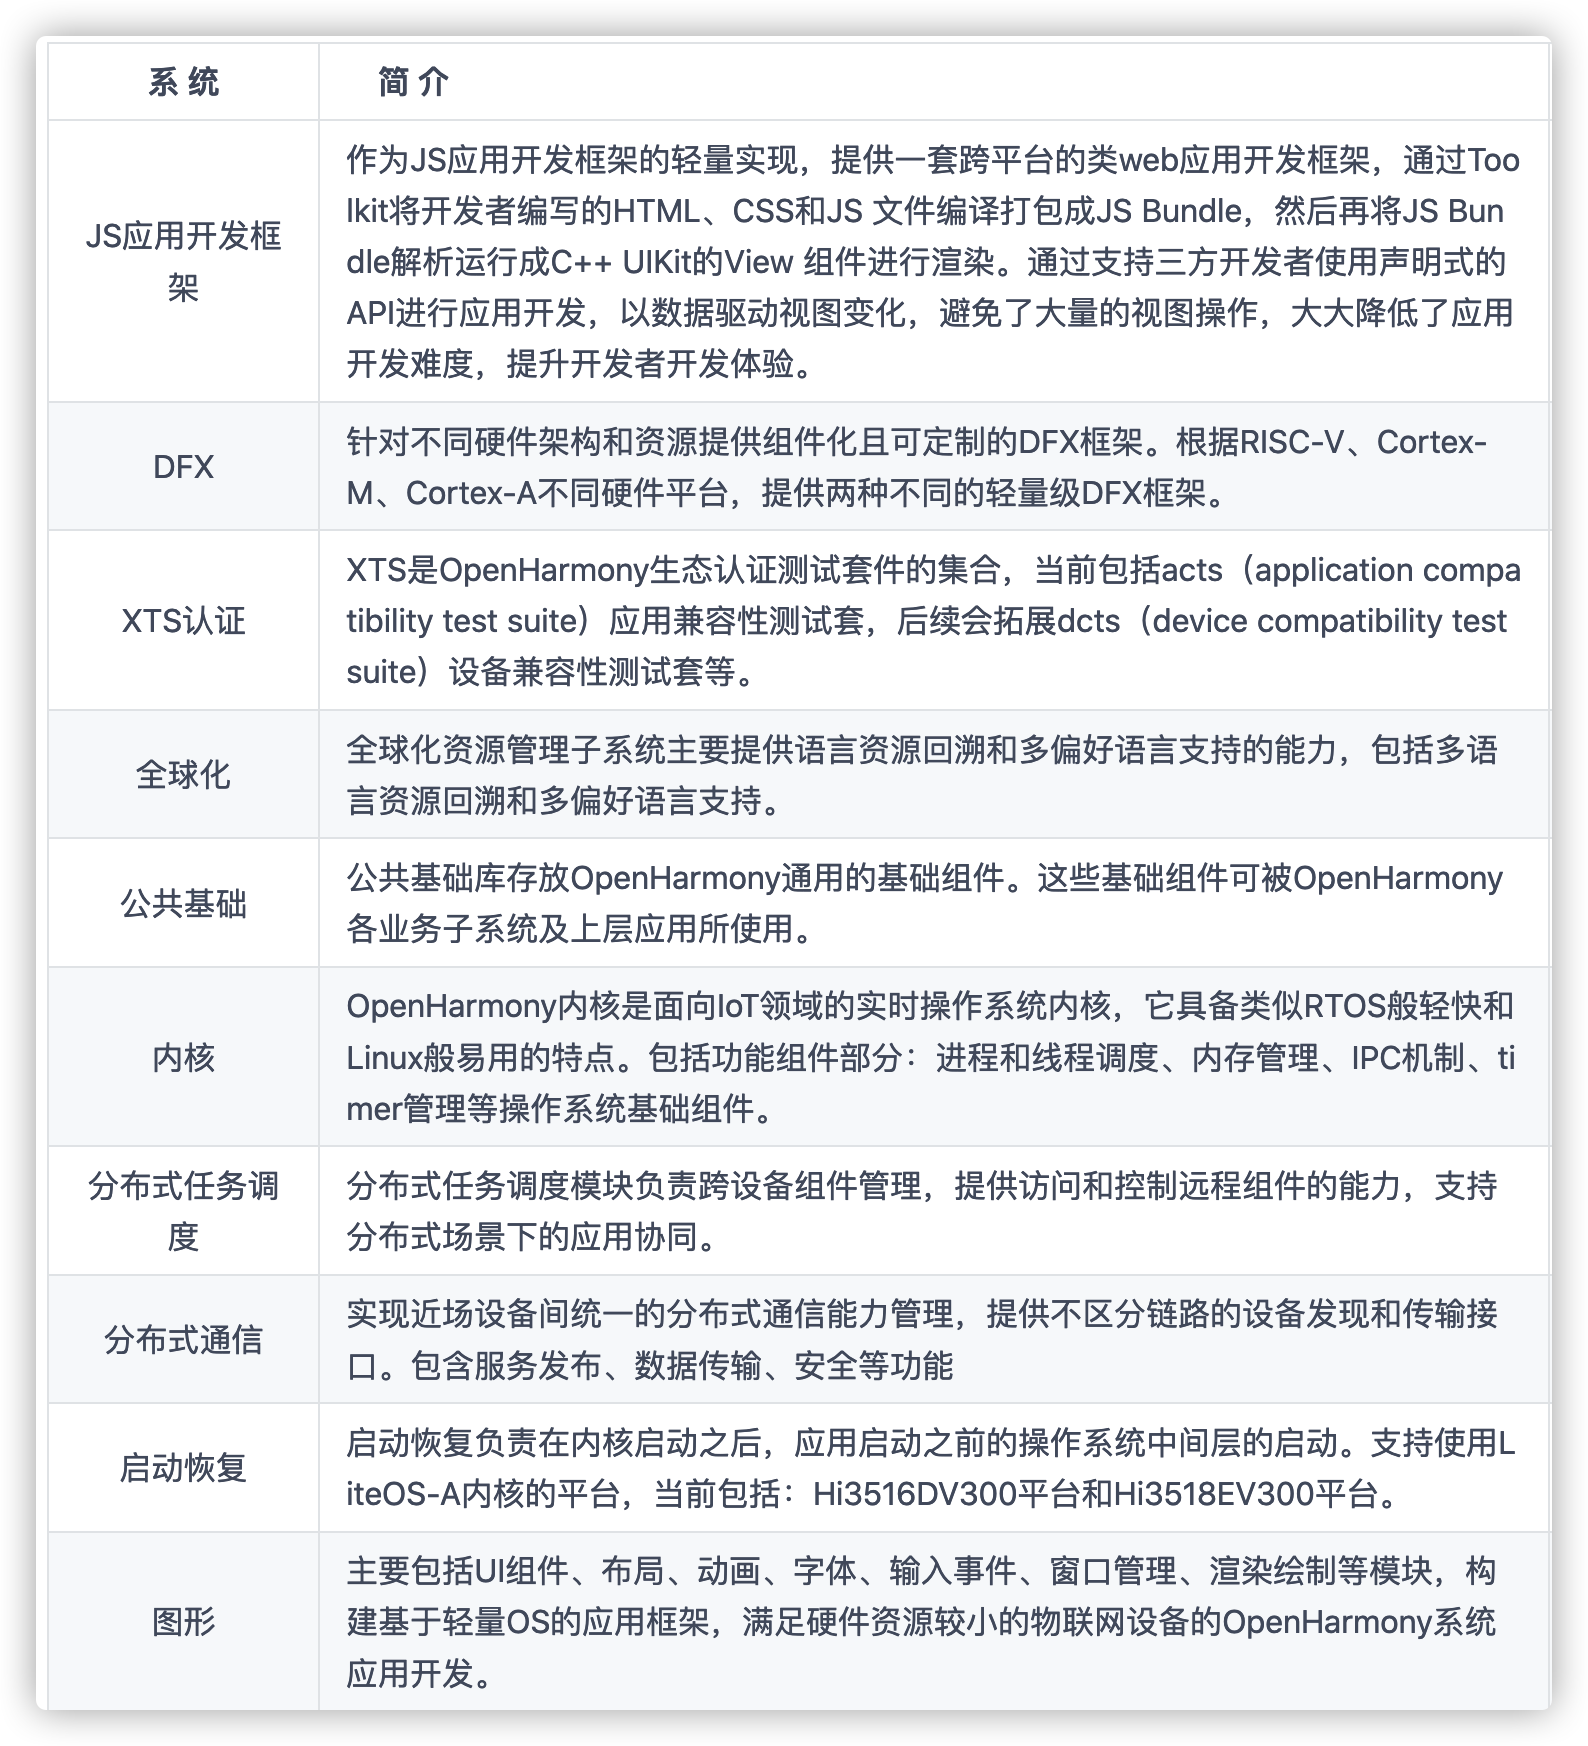 系 统
简 介
JS应用开发框
架
作为JS应用开发框架的轻量实现，提供一套跨平台的类web应用开发框架，通过Too
lkit将开发者编写的HTML、CSS和JS 文件编译打包成JS Bundle，然后再将JS Bun
dle解析运行成C++ UIKit的View 组件进行渲染。通过支持三方开发者使用声明式的
API进行应用开发，以数据驱动视图变化，避免了大量的视图操作，大大降低了应用
开发难度，提升开发者开发体验。
DFX
针对不同硬件架构和资源提供组件化且可定制的DFX框架。根据RISC-V、Cortex-
M、Cortex-A不同硬件平台，提供两种不同的轻量级DFX框架。
XTS认证
XTS是OpenHarmony生态认证测试套件的集合，当前包括acts（application compa
tibility test suite）应用兼容性测试套，后续会拓展dcts（device compatibility test
suite）设备兼容性测试套等。
全球化
全球化资源管理子系统主要提供语言资源回溯和多偏好语言支持的能力，包括多语
言资源回溯和多偏好语言支持。
公共基础
公共基础库存放OpenHarmony通用的基础组件。这些基础组件可被OpenHarmony
各业务子系统及上层应用所使用。
内核
OpenHarmony内核是面向IoT领域的实时操作系统内核，它具备类似RTOS般轻快和
Linux般易用的特点。包括功能组件部分：进程和线程调度、内存管理、IPC机制、ti
mer管理等操作系统基础组件。
分布式任务调
度
分布式任务调度模块负责跨设备组件管理，提供访问和控制远程组件的能力，支持
分布式场景下的应用协同。
分布式通信
实现近场设备间统一的分布式通信能力管理，提供不区分链路的设备发现和传输接
口。包含服务发布、数据传输、安全等功能
启动恢复
启动恢复负责在内核启动之后，应用启动之前的操作系统中间层的启动。支持使用L
iteOS-A内核的平台，当前包括：Hi3516DV300平台和Hi3518EV300平台。
图形
主要包括UI组件、布局、动画、字体、输入事件、窗口管理、渲染绘制等模块，构
建基于轻量OS的应用框架，满足硬件资源较小的物联网设备的OpenHarmony系统
应用开发。